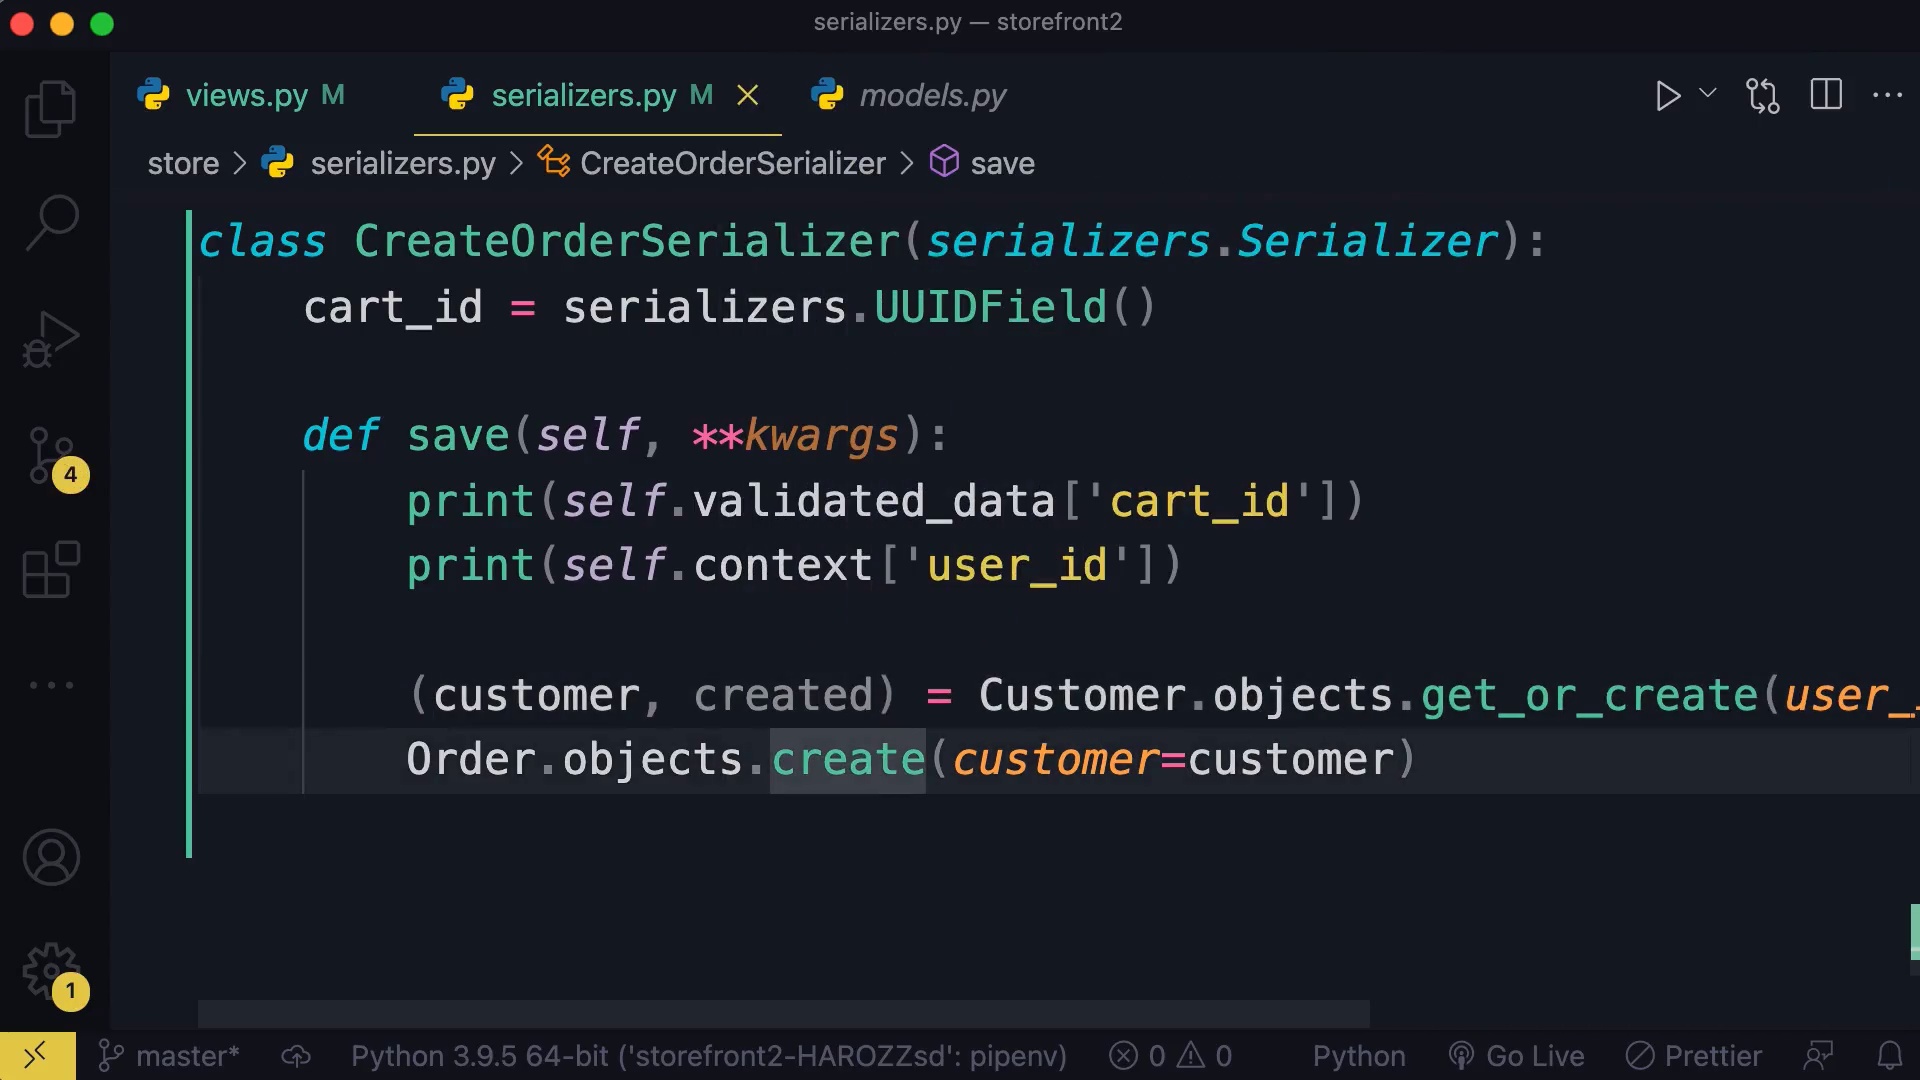 serializers.py — storefront2
views.py M serializers.py M models.py
store > serializers.py > CreateOrderSerializer > save
class CreateOrderSerializer(serializers.Serializer):
cart_id = serializers.UUIDField()
def save(self, **kwargs):
print(self.validated_data['cart_id'])
print(self.context['user_id'])
(customer, created) = Customer.objects.get_or_create(user_
Order.objects.create(customer=customer)
4
1
master* Python 3.9.5 64-bit ('storefront2-HAROZZsd': pipenv) 0 0 Python Go Live Prettier